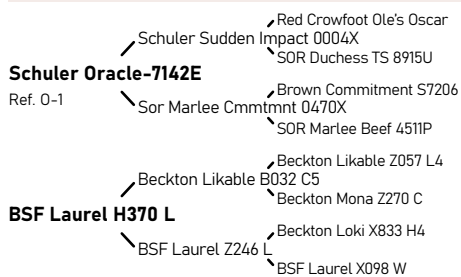 Red Crowfoot Ole's Oscar
Schuler Sudden Impact 0004X
SOR Duchess TS 8915U
Schuler Oracle-7142E
Ref. O-1
Brown Commitment S7206
Sor Marlee Cmmtmnt 0470X
SOR Marlee Beef 4511P
Beckton Likable Z057 L4
Beckton Likable B032 C5
Beckton Mona Z270 C
BSF Laurel H370 L
Beckton Loki X833 H4
BSF Laurel Z246 L
BSF Laurel X098 W